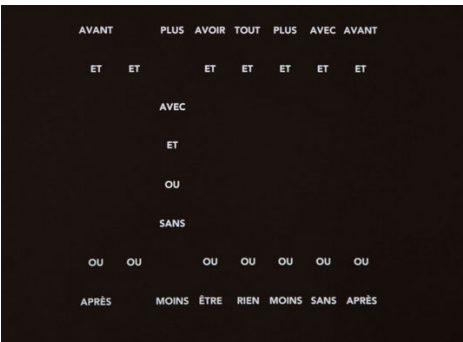 AVANT PLUS AVOIR TOUT PLUS AVEC AVANT
ET ET ET ET ET ET ET
AVEC
ET
OU
SANS
OU OU OU OU OU OU OU
APRÈS MOINS ÊTRE RIEN MOINS SANS APRÈS